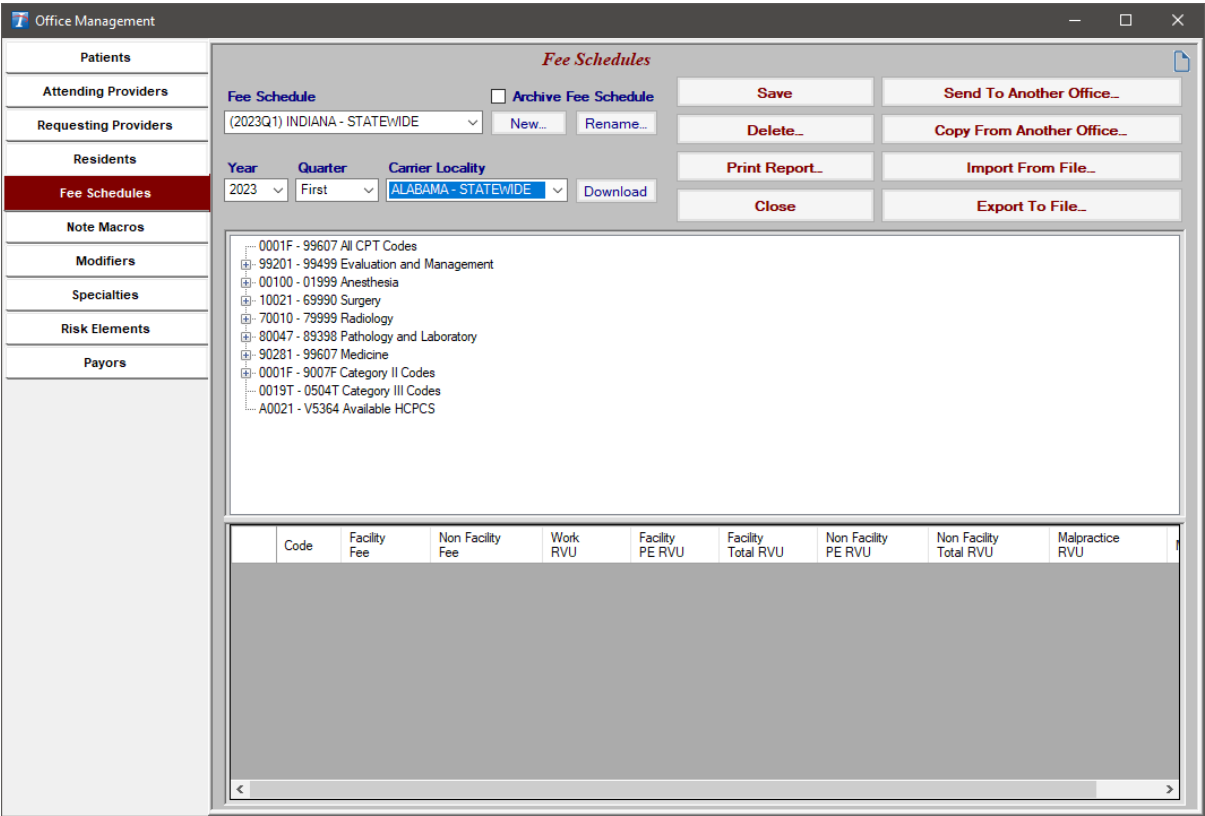 Office Management
Patients
Attending Providers
Requesting Providers
Residents
Fee Schedules
Note Macros
Modifiers
Specialties
Risk Elements
Payors
Fee Schedules
Fee Schedule
Archive Fee Schedule
(2023Q1) INDIANA - STATEWIDE
New...
Rename...
Year
Quarter
Carrier Locality
2023
First
ALABAMA - STATEWIDE
Download
Save
Send To Another Office...
Delete...
Copy From Another Office...
Print Report...
Import From File...
Close
Export To File...
0001F - 99607 All CPT Codes
99201 - 99499 Evaluation and Management
00100 - 01999 Anesthesia
10021 - 69990 Surgery
70010 - 79999 Radiology
80047 - 89398 Pathology and Laboratory
90281 - 99607 Medicine
0001F - 9007F Category II Codes
0019T - 0504T Category III Codes
A0021 - V5364 Available HCPCS
Code
Facility Fee
Non Facility Fee
Work RVU
Facility PE RVU
Facility Total RVU
Non Facility PE RVU
Non Facility Total RVU
Malpractice RVU